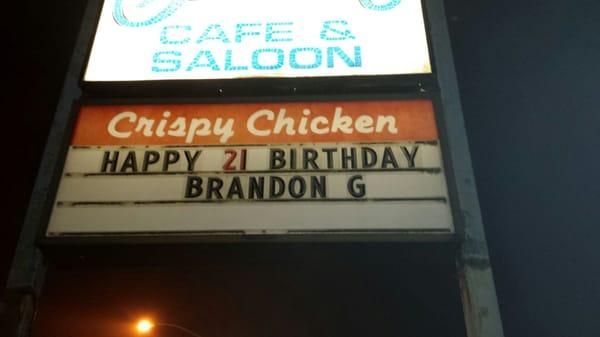 CAFE &
SALOON
Crispy Chicken
HAPPY 21 BIRTHDAY
BRANDON G